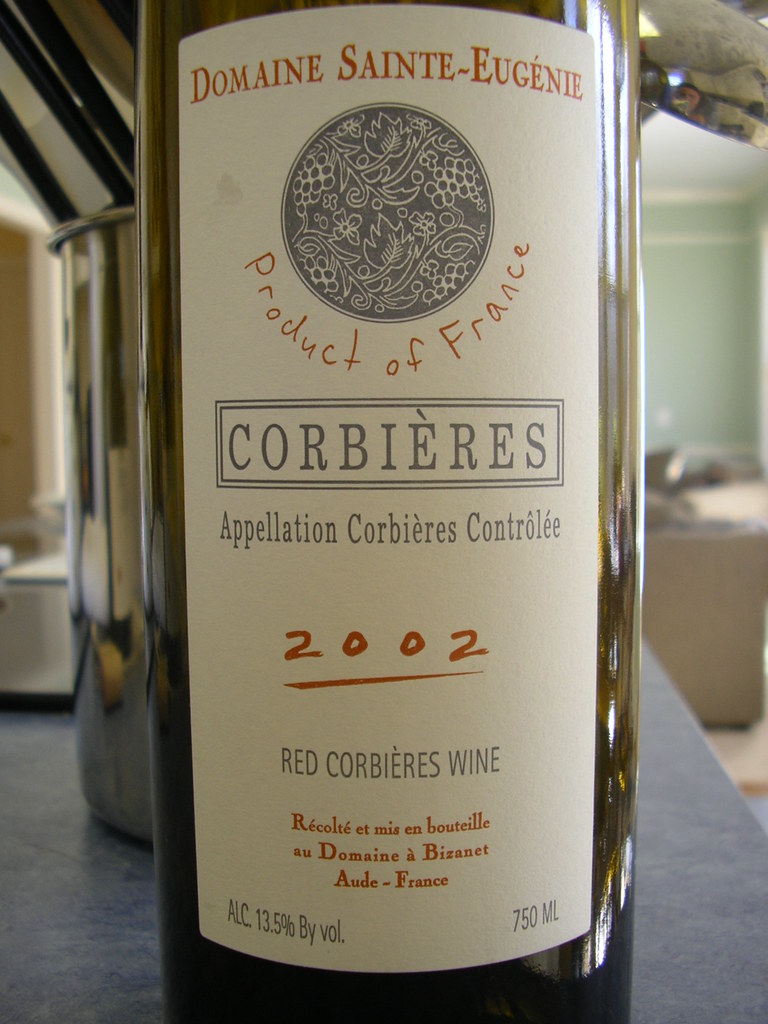 DOMAINE SAINTE-EUGÉNIE
Product of France
CORBIÈRES
Appellation Corbières Contrôlée
2002
RED CORBIÈRES WINE
Récolté et mis en bouteille
au Domaine à Bizanet
Aude - France
ALC. 13.5% By vol.
750 ML